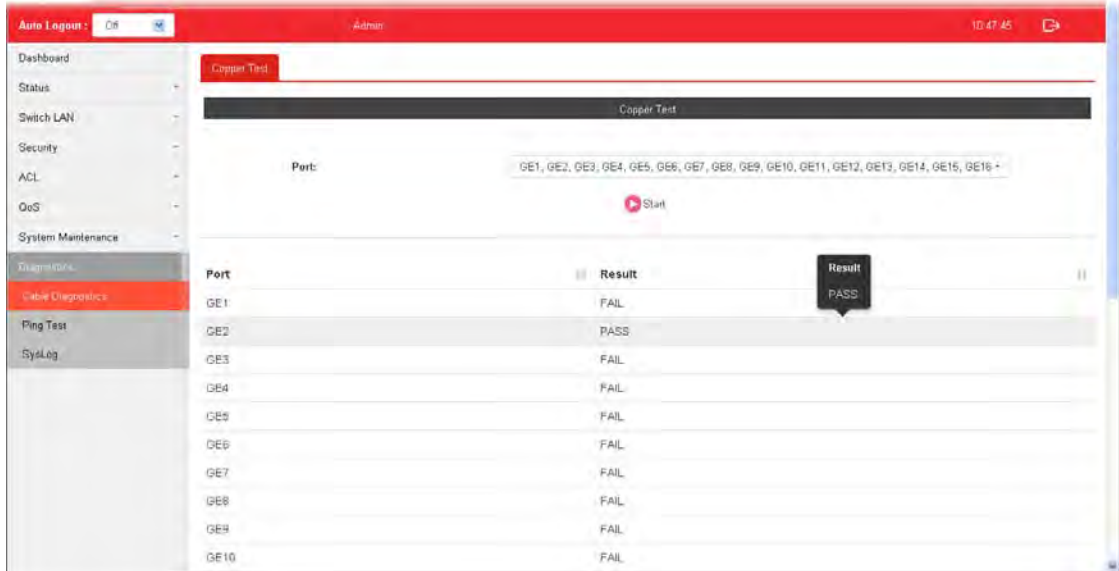 Auto Logout : Off Admin 10:47:45
Dashboard
Status
Switch LAN
Security
ACL
QoS
System Maintenance
Diagnostics
Cable Diagnostics
Ping Test
SysLog
Copper Test
Copper Test
Port: GE1, GE2, GE3, GE4, GE5, GE6, GE7, GE8, GE9, GE10, GE11, GE12, GE13, GE14, GE15, GE16
Start
Port Result
Result
PASS
GE1 FAIL
GE2 PASS
GE3 FAIL
GE4 FAIL
GE5 FAIL
GE6 FAIL
GE7 FAIL
GE8 FAIL
GE9 FAIL
GE10 FAIL